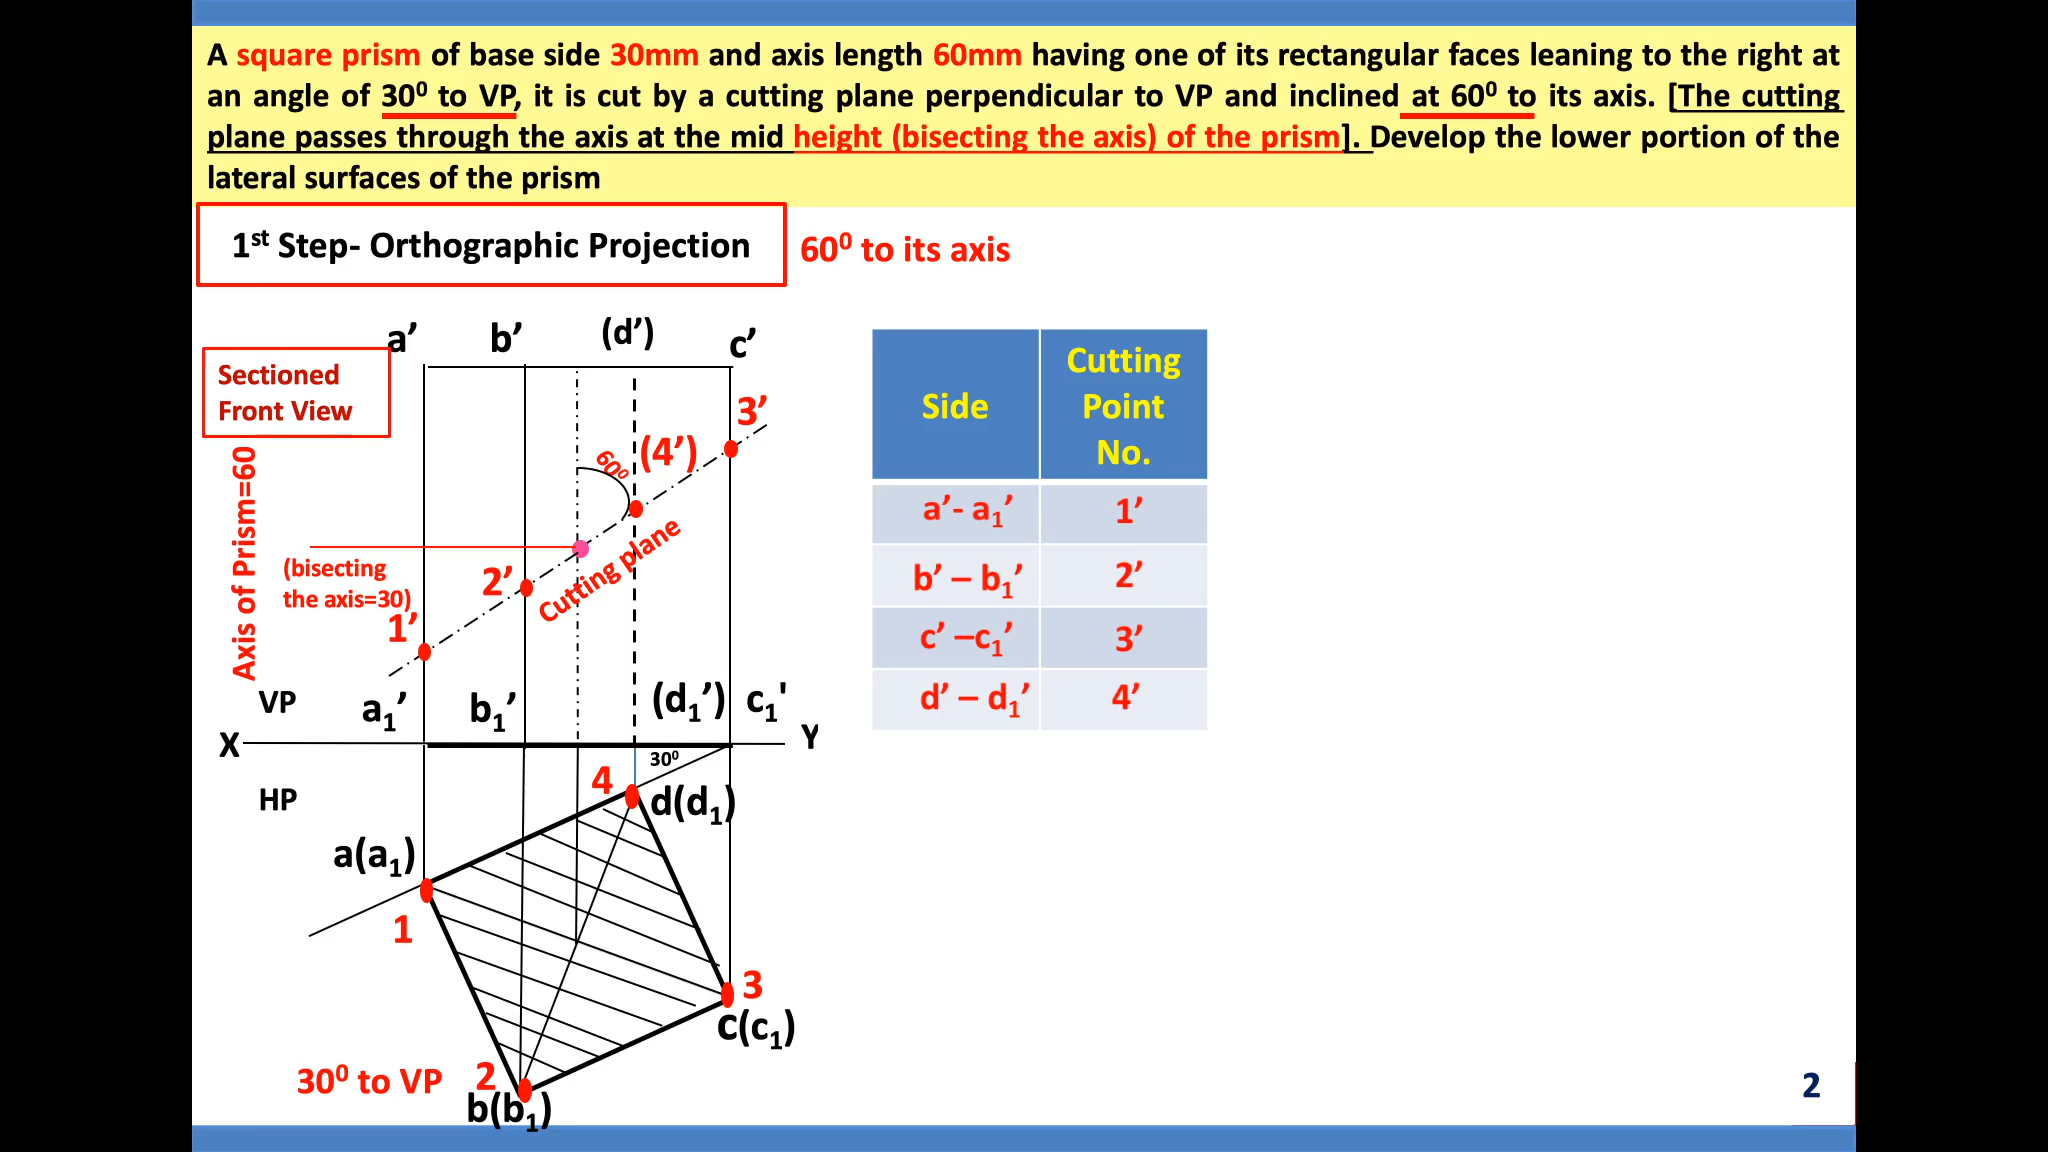 A square prism of base side 30mm and axis length 60mm having one of its rectangular faces leaning to the right at
an angle of 30⁰ to VP, it is cut by a cutting plane perpendicular to VP and inclined at 60⁰ to its axis. [The cutting
plane passes through the axis at the mid height (bisecting the axis) of the prism]. Develop the lower portion of the
lateral surfaces of the prism
1st Step- Orthographic Projection
60⁰ to its axis
a’ b’ (d’) c’
Sectioned
Front View
3’
(4’)
60⁰
Axis of Prism=60
Cutting plane
(bisecting
the axis=30)
2’
1’
VP
a₁’ b₁’ (d₁’) c₁'
X Y
30⁰
HP
4
d(d₁)
a(a₁)
1
3
c(c₁)
30⁰ to VP
2
b(b₁)
Side Cutting
Point
No.
a’- a₁’ 1’
b’ – b₁’ 2’
c’ –c₁’ 3’
d’ – d₁’ 4’
2